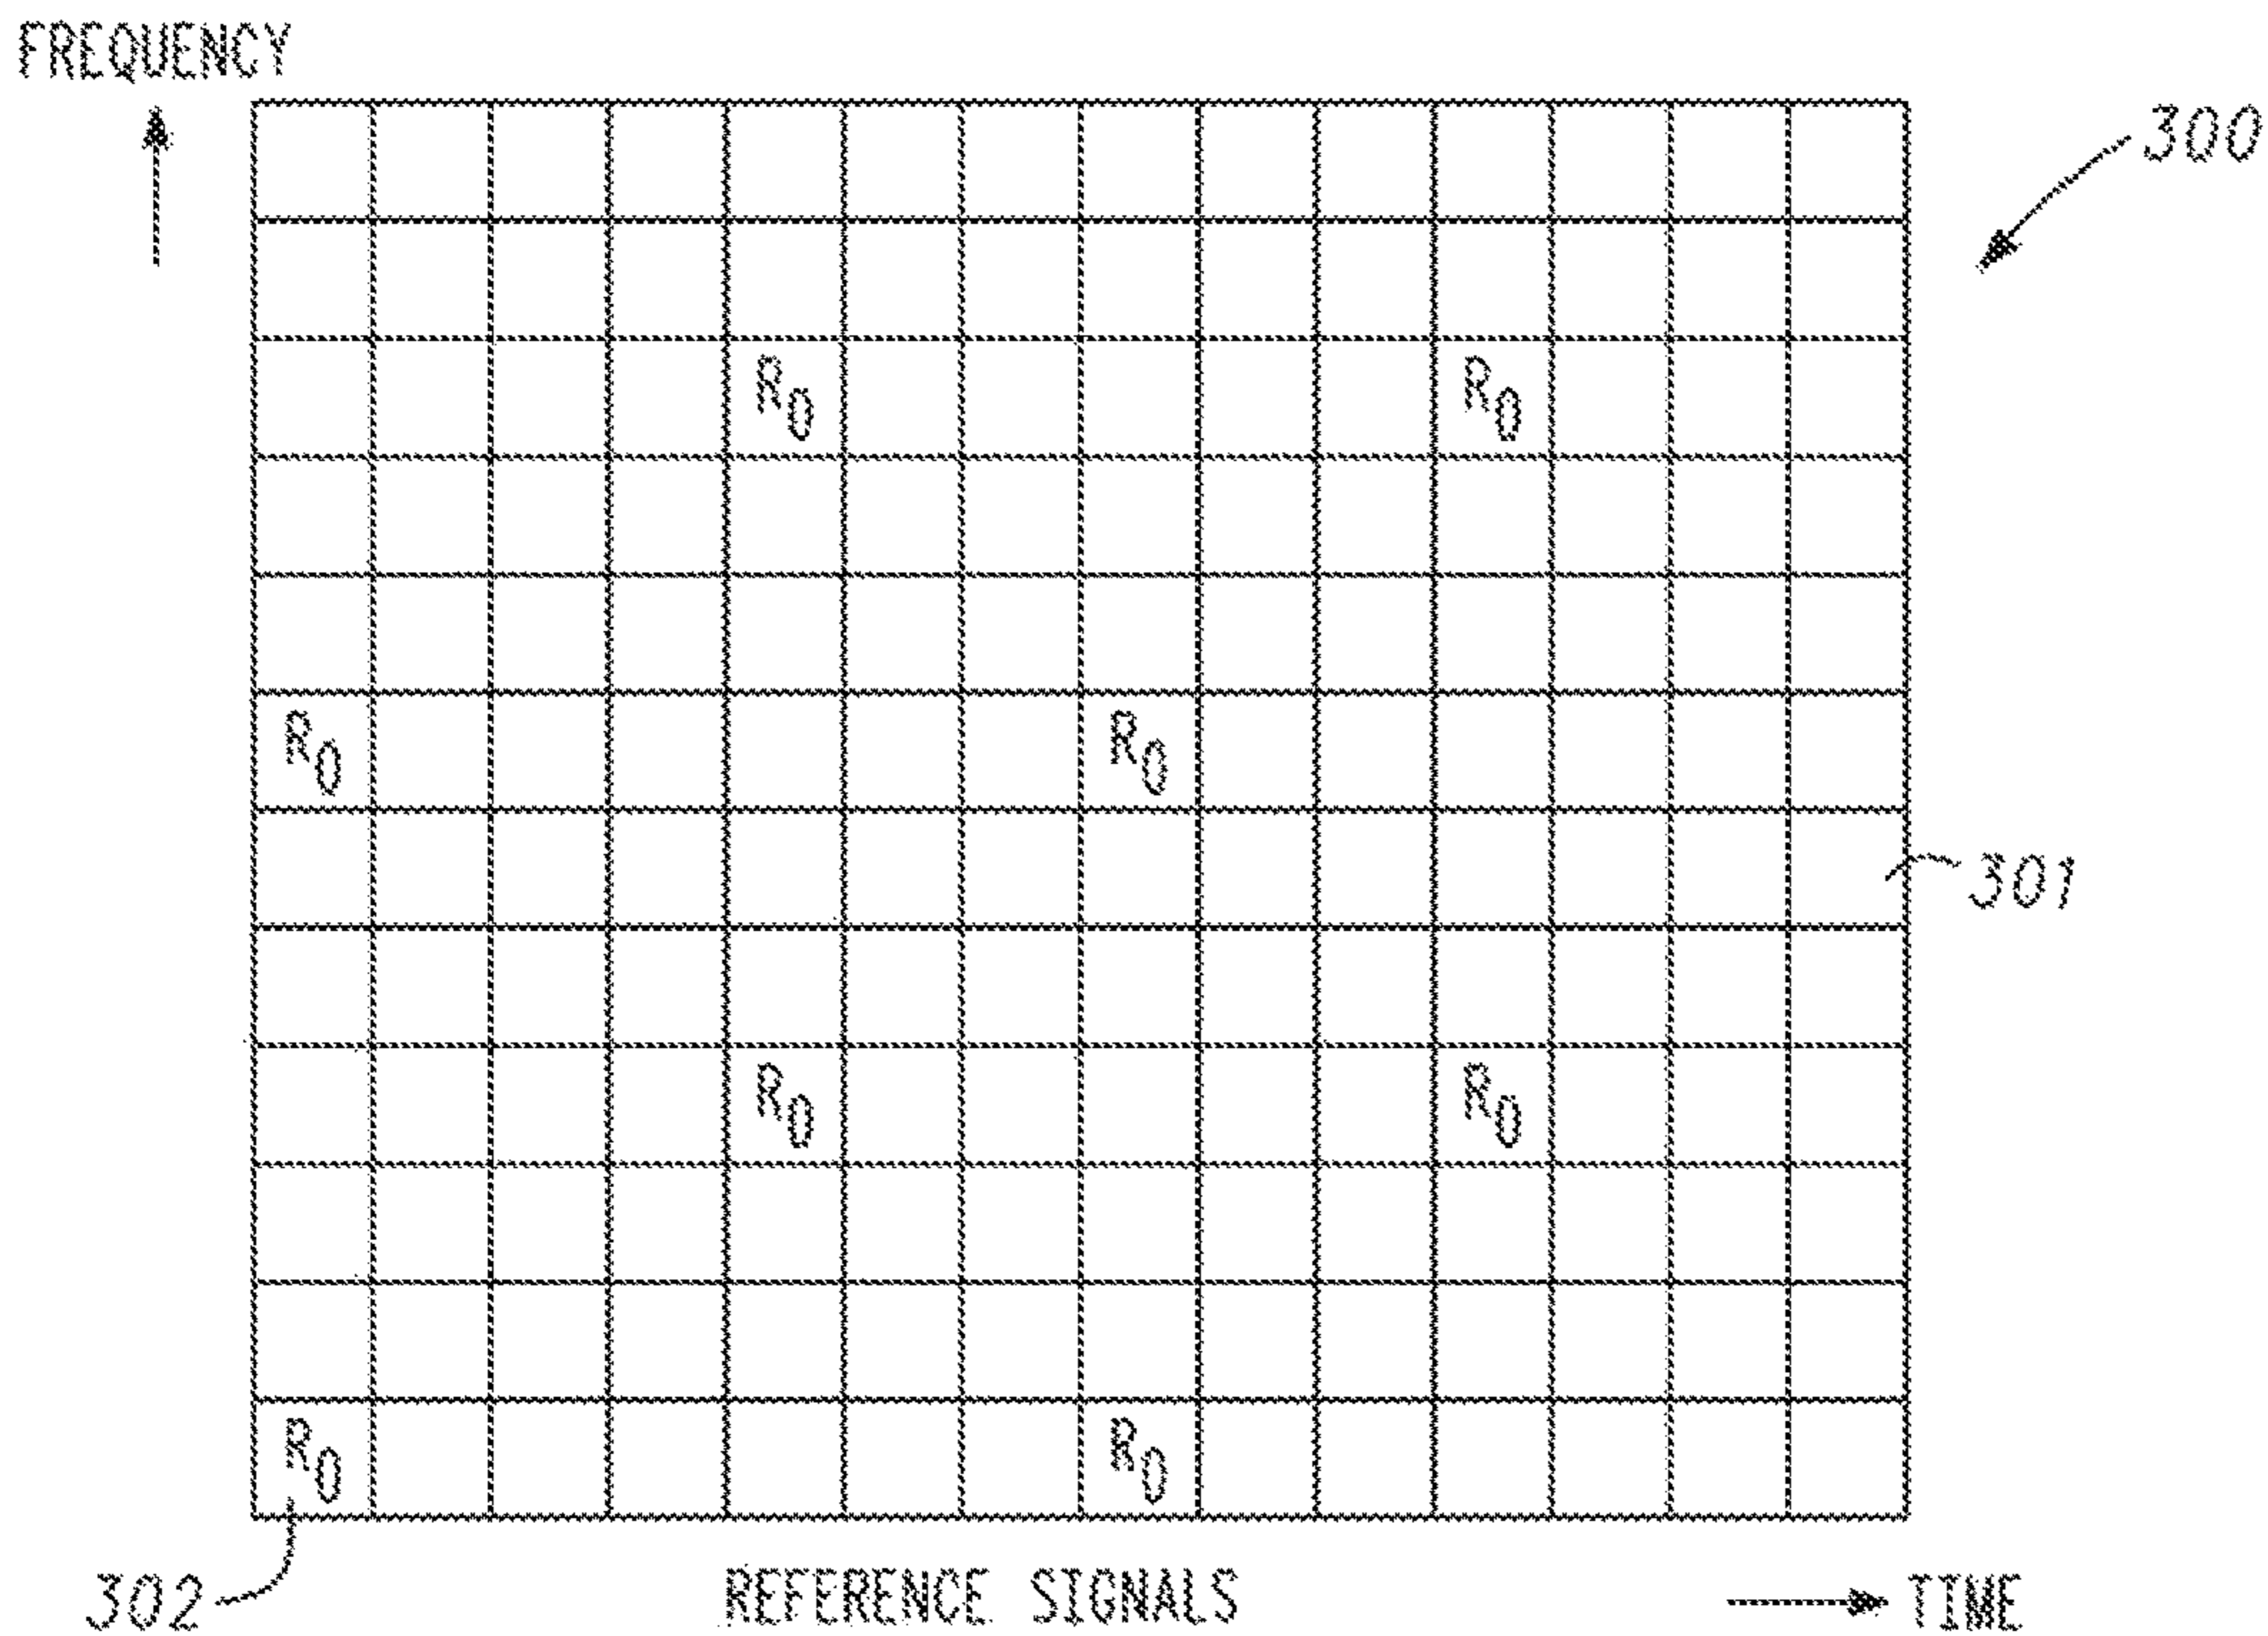 FREQUENCY
300
R0 R0
R0 R0
301
R0 R0
R0 R0
302 REFERENCE SIGNALS TIME